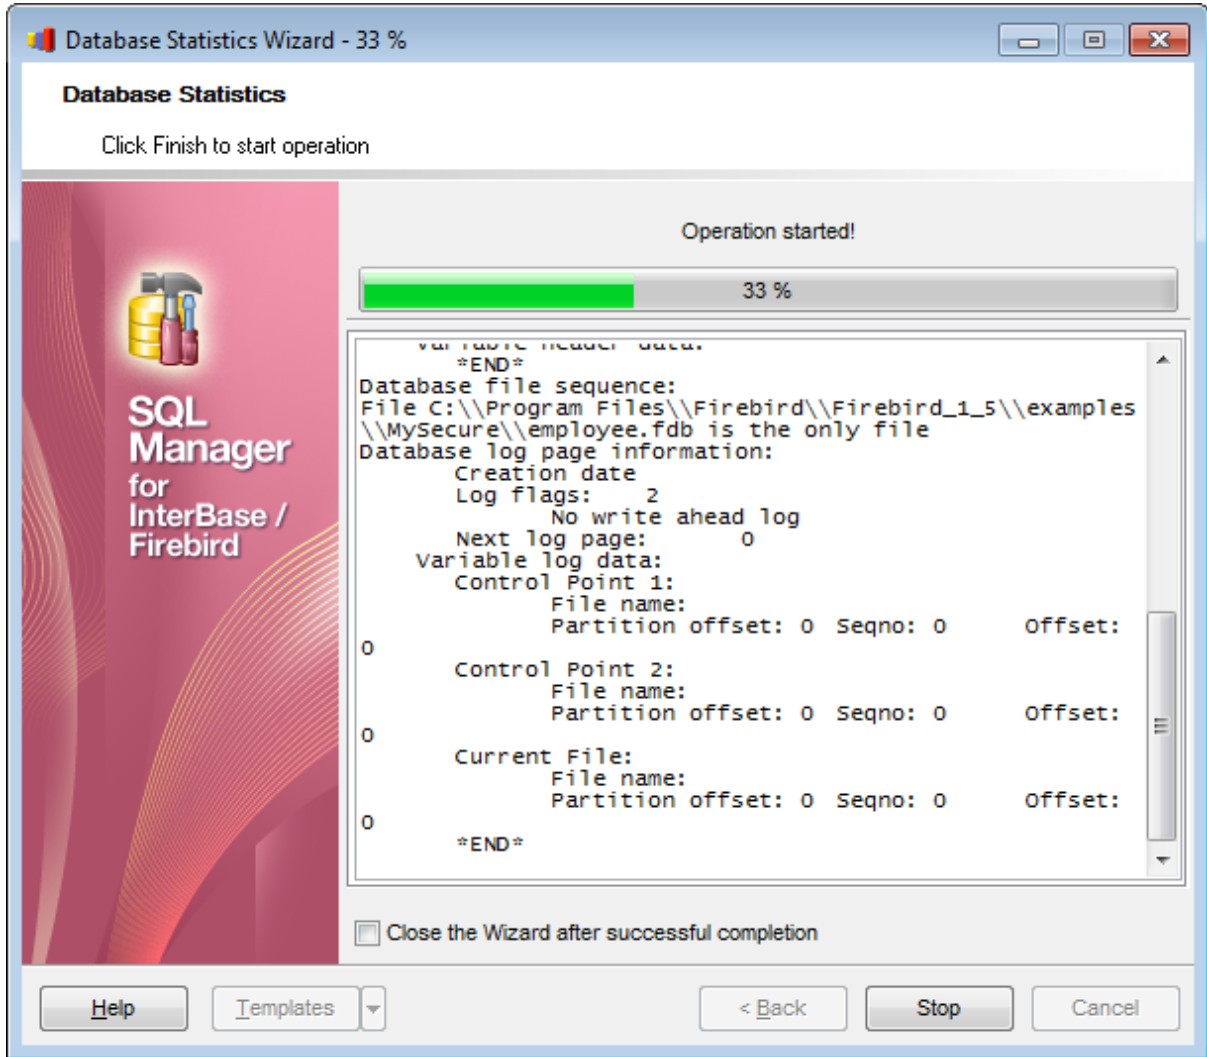 Database Statistics Wizard - 33 %
Database Statistics
Click Finish to start operation
SQL
Manager
for
InterBase /
Firebird
Operation started!
33 %
Variable header data:
*END*
Database file sequence:
File C:\\Program Files\\Firebird\\Firebird_1_5\\examples
\\MySecure\\employee.fdb is the only file
Database log page information:
Creation date
Log flags: 2
No write ahead log
Next log page: 0
Variable log data:
Control Point 1:
File name:
Partition offset: 0 Seqno: 0 Offset:
0
Control Point 2:
File name:
Partition offset: 0 Seqno: 0 Offset:
0
Current File:
File name:
Partition offset: 0 Seqno: 0 Offset:
0
*END*
Close the Wizard after successful completion
Help
Templates
< Back
Stop
Cancel